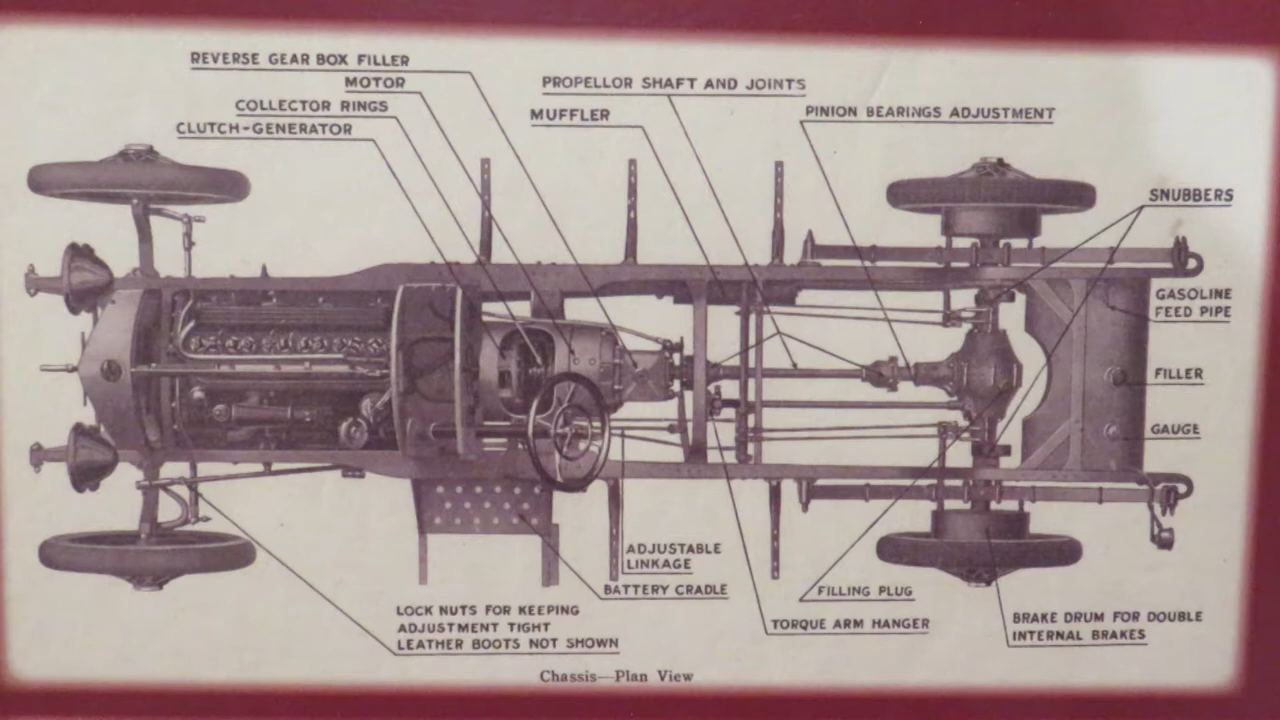 REVERSE GEAR BOX FILLER
MOTOR
COLLECTOR RINGS
CLUTCH-GENERATOR
PROPELLOR SHAFT AND JOINTS
MUFFLER
PINION BEARINGS ADJUSTMENT
SNUBBERS
GASOLINE
FEED PIPE
FILLER
GAUGE
ADJUSTABLE
LINKAGE
BATTERY CRADLE
FILLING PLUG
TORQUE ARM HANGER
BRAKE DRUM FOR DOUBLE
INTERNAL BRAKES
LOCK NUTS FOR KEEPING
ADJUSTMENT TIGHT
LEATHER BOOTS NOT SHOWN
Chassis—Plan View